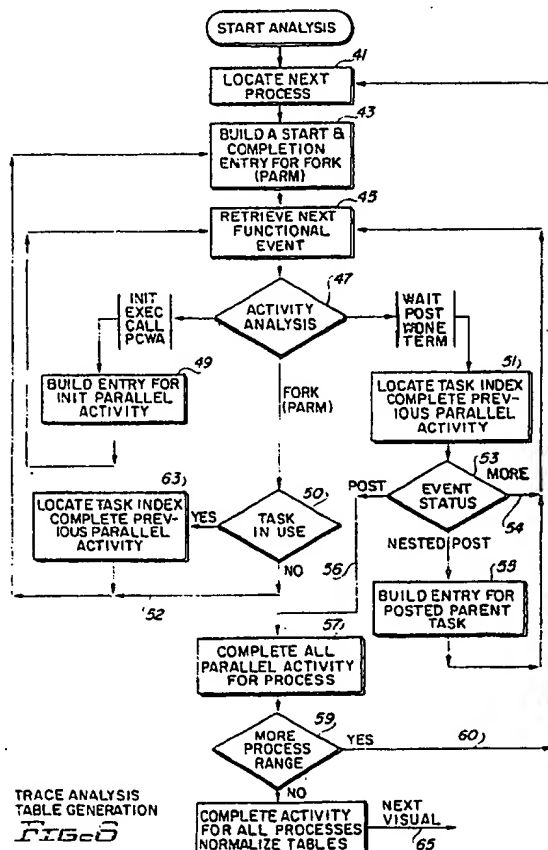 START ANALYSIS
41
LOCATE NEXT
PROCESS
43
BUILD A START &
COMPLETION
ENTRY FOR FORK
(PARM)
45
RETRIEVE NEXT
FUNCTIONAL
EVENT
47
INIT
EXEC
CALL
PCWA
ACTIVITY
ANALYSIS
WAIT
POST
WONE
TERM
49
BUILD ENTRY FOR
INIT PARALLEL
ACTIVITY
FORK
(PARM)
51
LOCATE TASK INDEX
COMPLETE PREV-
IOUS PARALLEL
ACTIVITY
53
MORE
POST
EVENT
STATUS
54
63
LOCATE TASK INDEX
COMPLETE PREV-
IOUS PARALLEL
ACTIVITY
YES
50
TASK
IN USE
NO
52
56
NESTED POST
55
BUILD ENTRY FOR
POSTED PARENT
TASK
57
COMPLETE ALL
PARALLEL ACTIVITY
FOR PROCESS
59
MORE
PROCESS
RANGE
YES
60
NO
TRACE ANALYSIS
TABLE GENERATION
COMPLETE ACTIVITY
FOR ALL PROCESSES
NORMALIZE TABLES
NEXT
VISUAL
65